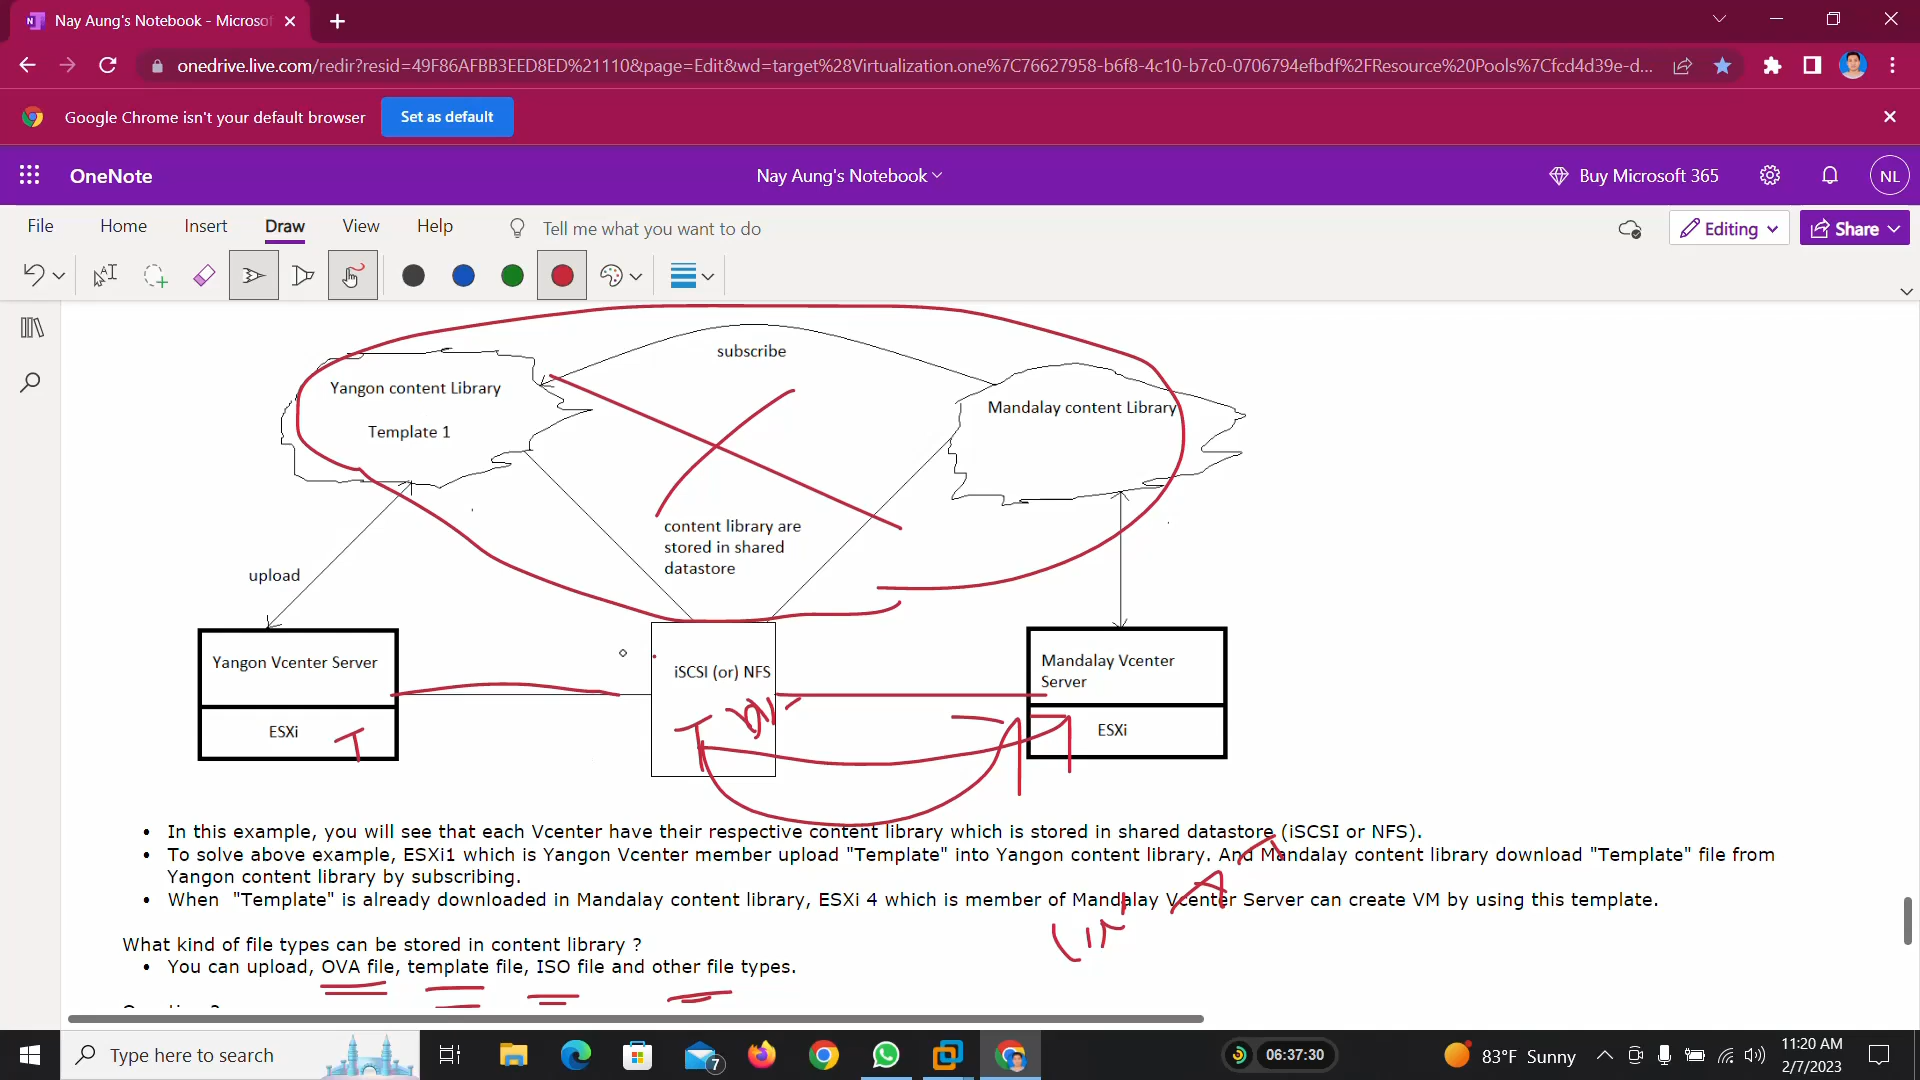 Nay Aung's Notebook - Microsof
onedrive.live.com/redir?resid=49F86AFBB3EED8ED%21110&page=Edit&wd=target%28Virtualization.one%7C76627958-b6f8-4c10-b7c0-0706794efbdf%2FResource%20Pools%7Cfcd4d39e-d...
Google Chrome isn't your default browser
Set as default
OneNote
Nay Aung's Notebook
Buy Microsoft 365
NL
File
Home
Insert
Draw
View
Help
Tell me what you want to do
Editing
Share
subscribe
Yangon content Library
Template 1
Mandalay content Library
content library are
stored in shared
datastore
upload
Yangon Vcenter Server
ESXi
T
iSCSI (or) NFS
T
Mandalay Vcenter
Server
ESXi
• In this example, you will see that each Vcenter have their respective content library which is stored in shared datastore (iSCSI or NFS).
• To solve above example, ESXi1 which is Yangon Vcenter member upload "Template" into Yangon content library. And Mandalay content library download "Template" file from
Yangon content library by subscribing.
• When "Template" is already downloaded in Mandalay content library, ESXi 4 which is member of Mandalay Vcenter Server can create VM by using this template.
What kind of file types can be stored in content library ?
• You can upload, OVA file, template file, ISO file and other file types.
Type here to search
7
06:37:30
83°F Sunny
11:20 AM
2/7/2023